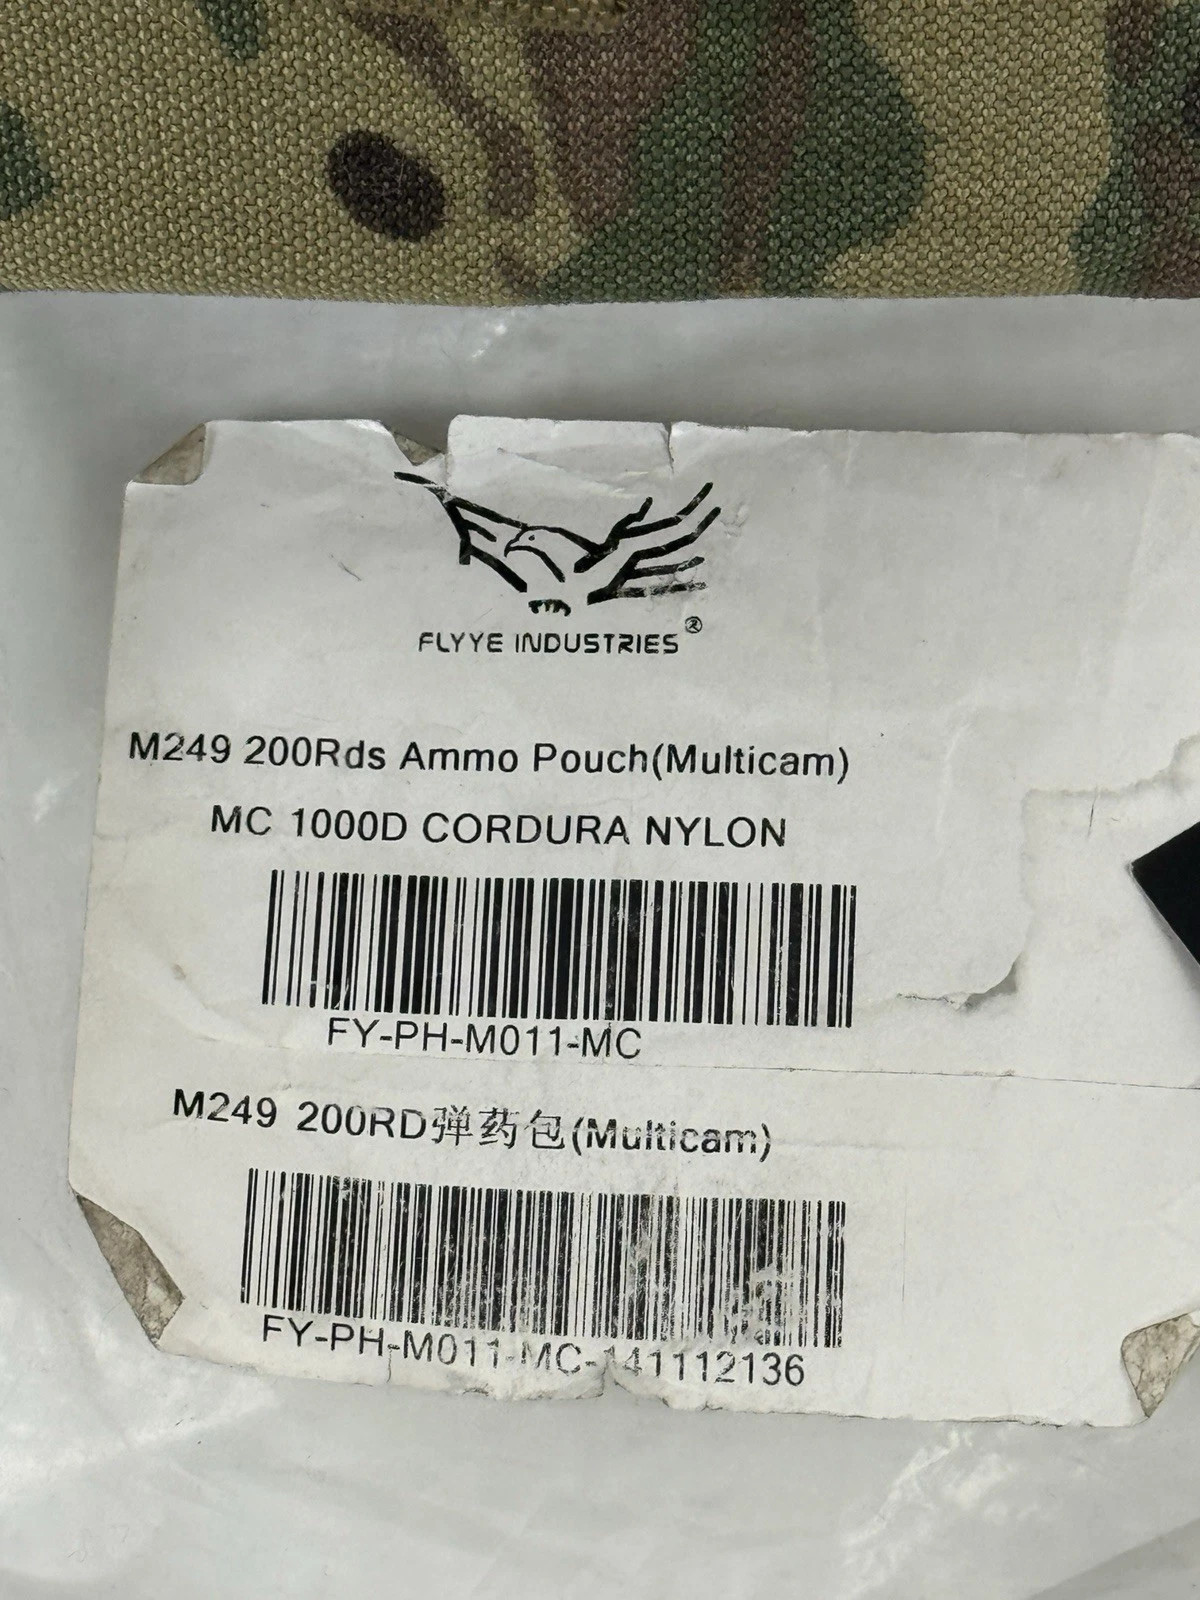 FLYYE INDUSTRIES®
M249 200Rds Ammo Pouch(Multicam)
MC 1000D CORDURA NYLON
FY-PH-M011-MC
M249 200RD弹药包(Multicam)
FY-PH-M011-MC-141112136